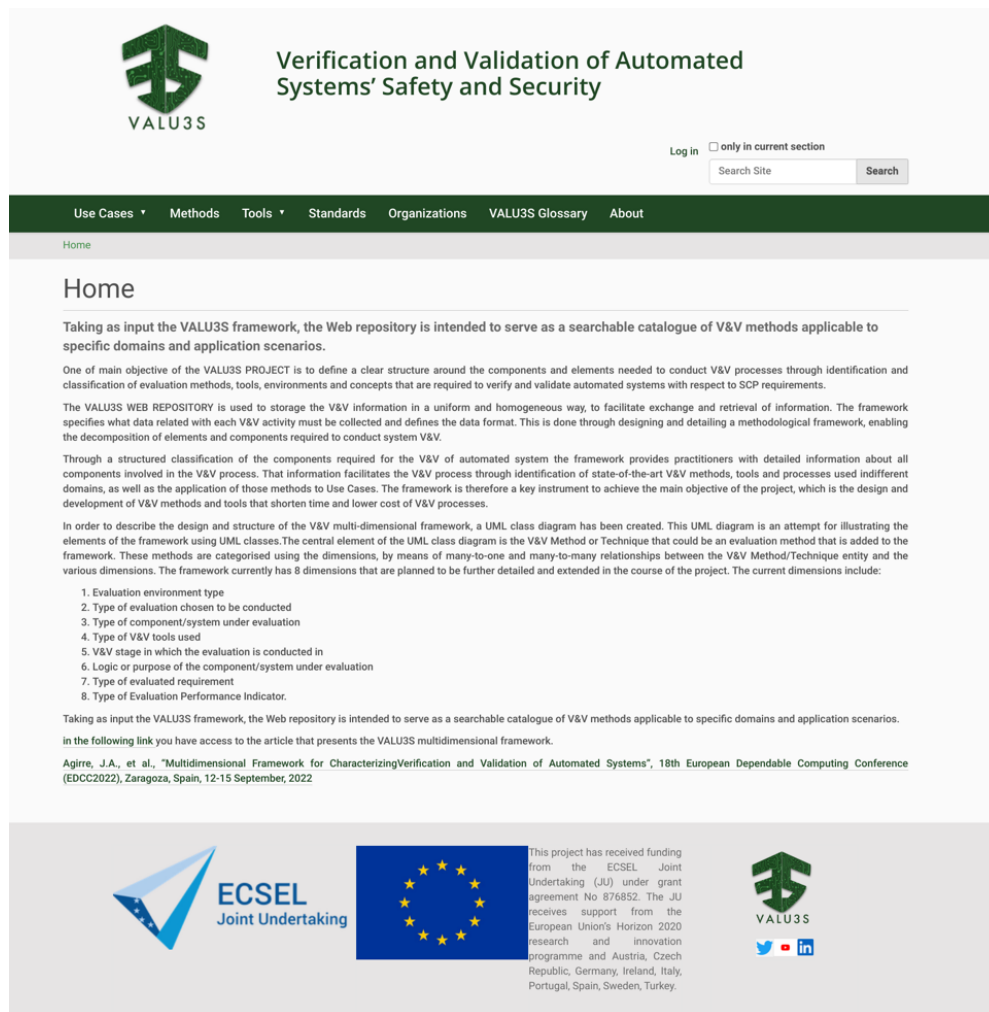 VALU3S
Verification and Validation of Automated
Systems' Safety and Security
Log in
only in current section
Search Site
Search
Use Cases ▼ Methods Tools ▼ Standards Organizations VALU3S Glossary About
Home
Home
Taking as input the VALU3S framework, the Web repository is intended to serve as a searchable catalogue of V&V methods applicable to
specific domains and application scenarios.
One of main objective of the VALU3S PROJECT is to define a clear structure around the components and elements needed to conduct V&V processes through identification and
classification of evaluation methods, tools, environments and concepts that are required to verify and validate automated systems with respect to SCP requirements.
The VALU3S WEB REPOSITORY is used to storage the V&V information in a uniform and homogeneous way, to facilitate exchange and retrieval of information. The framework
specifies what data related with each V&V activity must be collected and defines the data format. This is done through designing and detailing a methodological framework, enabling
the decomposition of elements and components required to conduct system V&V.
Through a structured classification of the components required for the V&V of automated system the framework provides practitioners with detailed information about all
components involved in the V&V process. That information facilitates the V&V process through identification of state-of-the-art V&V methods, tools and processes used indifferent
domains, as well as the application of those methods to Use Cases. The framework is therefore a key instrument to achieve the main objective of the project, which is the design and
development of V&V methods and tools that shorten time and lower cost of V&V processes.
In order to describe the design and structure of the V&V multi-dimensional framework, a UML class diagram has been created. This UML diagram is an attempt for illustrating the
elements of the framework using UML classes.The central element of the UML class diagram is the V&V Method or Technique that could be an evaluation method that is added to the
framework. These methods are categorised using the dimensions, by means of many-to-one and many-to-many relationships between the V&V Method/Technique entity and the
various dimensions. The framework currently has 8 dimensions that are planned to be further detailed and extended in the course of the project. The current dimensions include:
1. Evaluation environment type
2. Type of evaluation chosen to be conducted
3. Type of component/system under evaluation
4. Type of V&V tools used
5. V&V stage in which the evaluation is conducted in
6. Logic or purpose of the component/system under evaluation
7. Type of evaluated requirement
8. Type of Evaluation Performance Indicator.
Taking as input the VALU3S framework, the Web repository is intended to serve as a searchable catalogue of V&V methods applicable to specific domains and application scenarios.
in the following link you have access to the article that presents the VALU3S multidimensional framework.
Agirre, J.A., et al., "Multidimensional Framework for CharacterizingVerification and Validation of Automated Systems", 18th European Dependable Computing Conference
(EDCC2022), Zaragoza, Spain, 12-15 September, 2022
ECSEL
Joint Undertaking
This project has received funding
from the ECSEL Joint
Undertaking (JU) under grant
agreement No 876852. The JU
receives support from the
European Union's Horizon 2020
research and innovation
programme and Austria, Czech
Republic, Germany, Ireland, Italy,
Portugal, Spain, Sweden, Turkey.
VALU3S
in